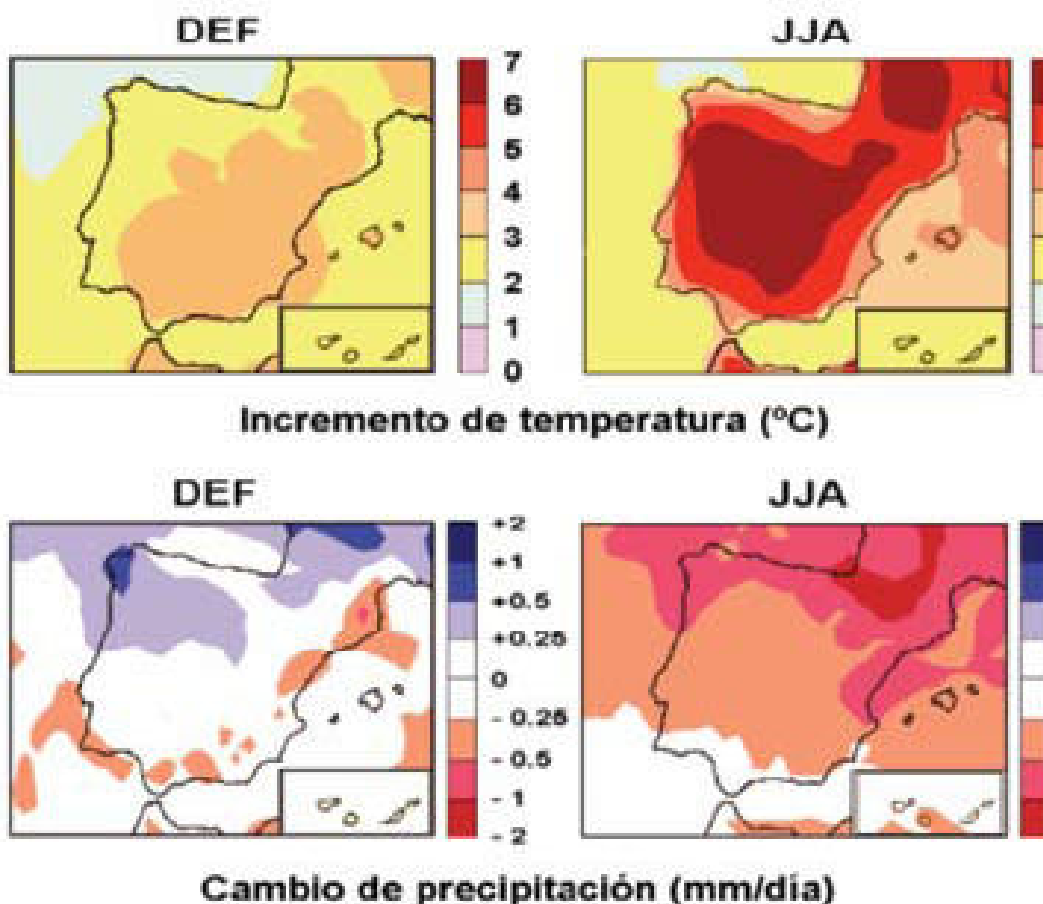 DEF
JJA
7
6
5
4
3
2
1
0
Incremento de temperatura (ºC)
DEF
JJA
+2
+1
+0.5
+0.25
0
- 0.25
- 0.5
- 1
- 2
Cambio de precipitación (mm/día)